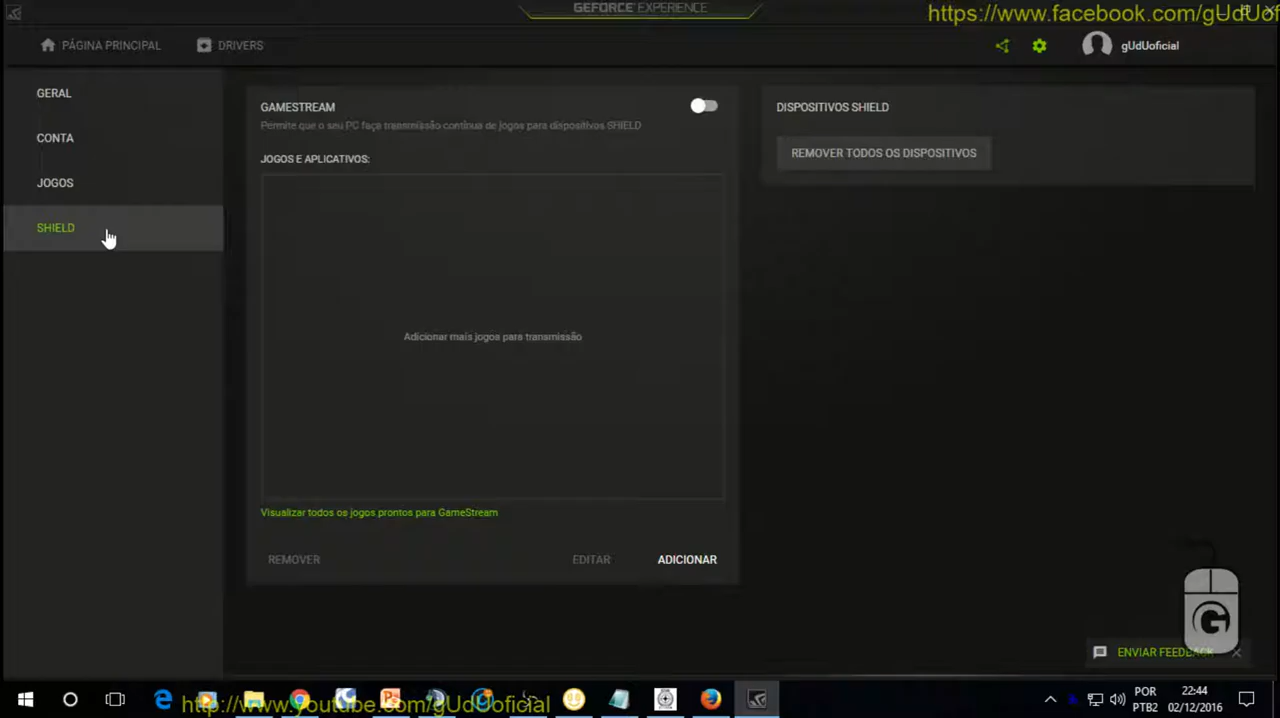 GEFORCE EXPERIENCE
https://www.facebook.com/gUdUof
PÁGINA PRINCIPAL
DRIVERS
gUdUoficial
GERAL
CONTA
JOGOS
SHIELD
GAMESTREAM
Permite que o seu PC faça transmissão contínua de jogos para dispositivos SHIELD
JOGOS E APLICATIVOS:
Adicionar mais jogos para transmissão
Visualizar todos os jogos prontos para GameStream
REMOVER
EDITAR
ADICIONAR
DISPOSITIVOS SHIELD
REMOVER TODOS OS DISPOSITIVOS
G
ENVIAR FEEDBACK
http://www.youtube.com/gUdUoficial
POR
PTB2
22:44
02/12/2016